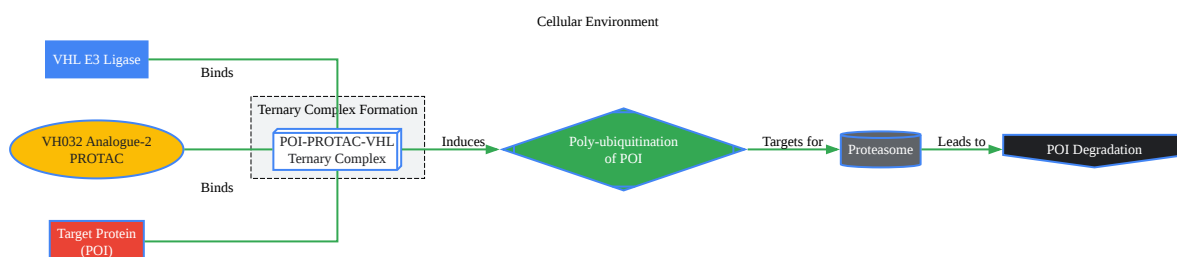 Cellular Environment
VHL E3 Ligase
Binds
Ternary Complex Formation
VH032 Analogue-2
PROTAC
POI-PROTAC-VHL
Ternary Complex
Induces
Poly-ubiquitination
of POI
Targets for
Proteasome
Leads to
POI Degradation
Binds
Target Protein
(POI)